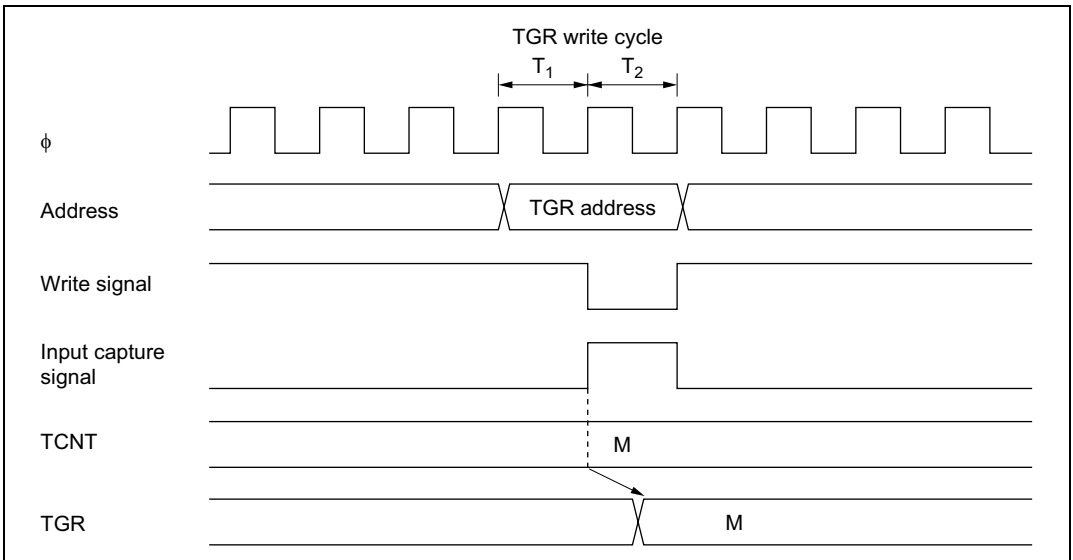 TGR write cycle
T₁ T₂
ϕ
Address TGR address
Write signal
Input capture
signal
TCNT M
TGR M